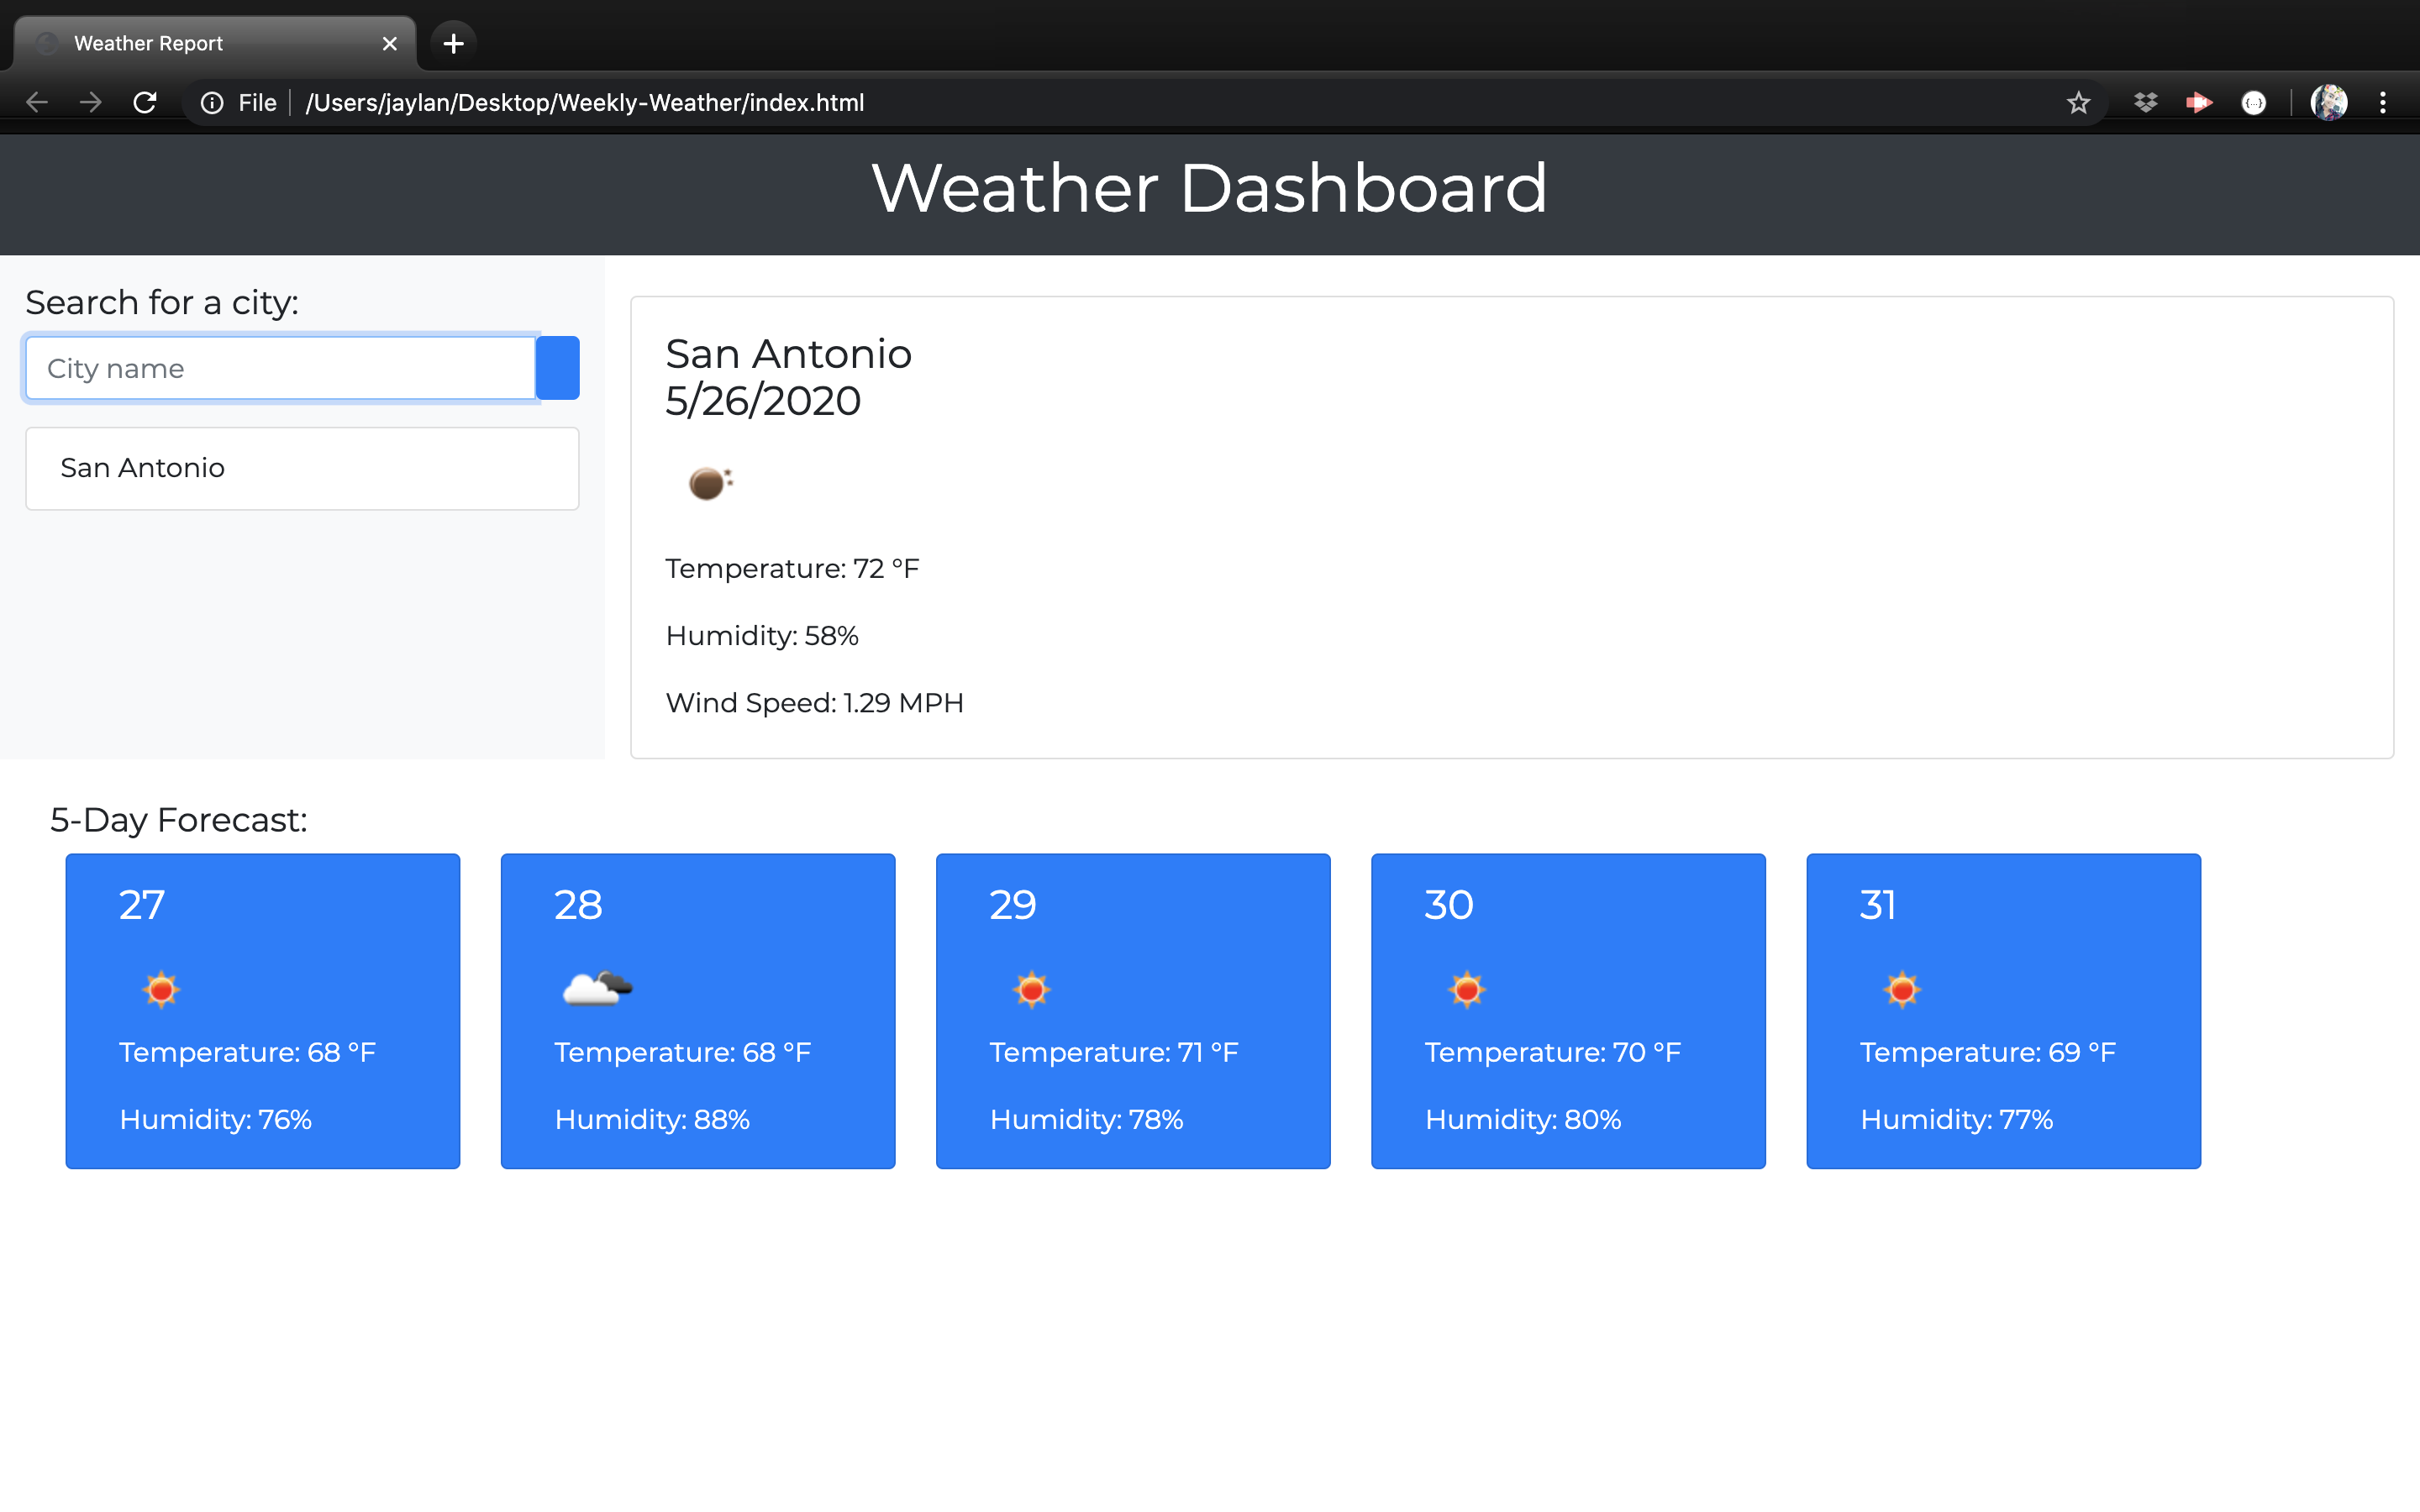 Weather Report
File /Users/jaylan/Desktop/Weekly-Weather/index.html
Weather Dashboard
Search for a city:
City name
San Antonio
San Antonio
5/26/2020
Temperature: 72 °F
Humidity: 58%
Wind Speed: 1.29 MPH
5-Day Forecast:
27
Temperature: 68 °F
Humidity: 76%
28
Temperature: 68 °F
Humidity: 88%
29
Temperature: 71 °F
Humidity: 78%
30
Temperature: 70 °F
Humidity: 80%
31
Temperature: 69 °F
Humidity: 77%